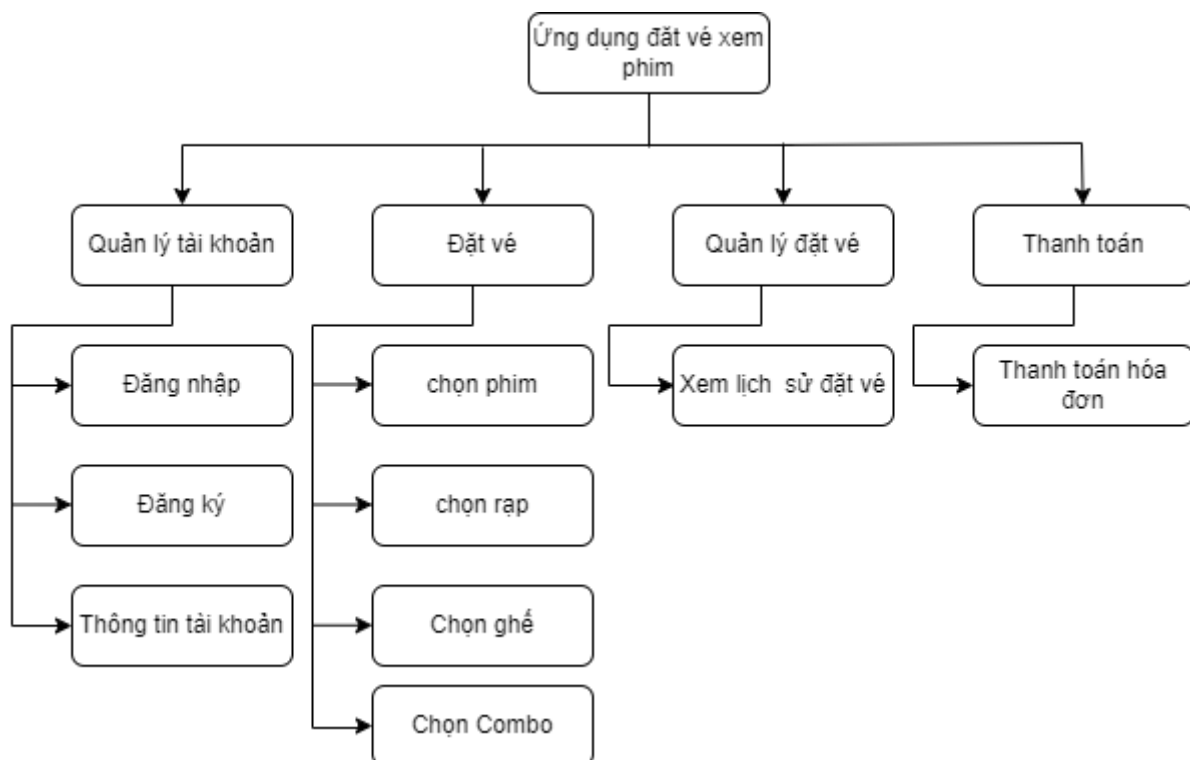 Ứng dụng đăt vé xem
phim
Quản lý tài khoản
Đặt vé
Quản lý đặt vé
Thanh toán
Đăng nhập
chọn phim
Xem lịch sử đặt vé
Thanh toán hóa
đơn
Đăng ký
chọn rạp
Thông tin tài khoản
Chọn ghế
Chọn Combo